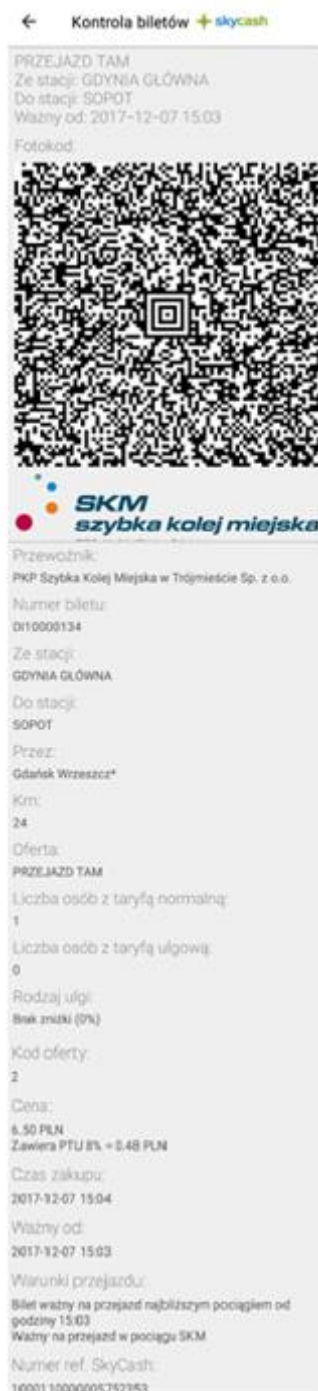 Kontrola biletów skycash
PRZEJAZD TAM
Ze stacji: GDYNIA GŁÓWNA
Do stacji: SOPOT
Ważny od: 2017-12-07 15:03
Fotokod:
SKM
szybka kolej miejska
Przewoźnik:
PKP Szybka Kolej Miejska w Trójmieście Sp. z o.o.
Numer biletu:
DI10000134
Ze stacji:
GDYNIA GŁÓWNA
Do stacji:
SOPOT
Przez:
Gdańsk Wrzeszcz*
Km:
24
Oferta:
PRZEJAZD TAM
Liczba osób z taryfą normalną:
1
Liczba osób z taryfą ulgową:
0
Rodzaj ulgi:
Brak zniżki (0%)
Kod oferty:
2
Cena:
6.50 PLN
Zawiera PTU 8% = 0.48 PLN
Czas zakupu:
2017-12-07 15:04
Ważny od:
2017-12-07 15:03
Warunki przejazdu:
Bilet ważny na przejazd najbliższym pociągiem od
godziny 15:03
Ważny na przejazd w pociągu SKM
Numer ref. SkyCash: